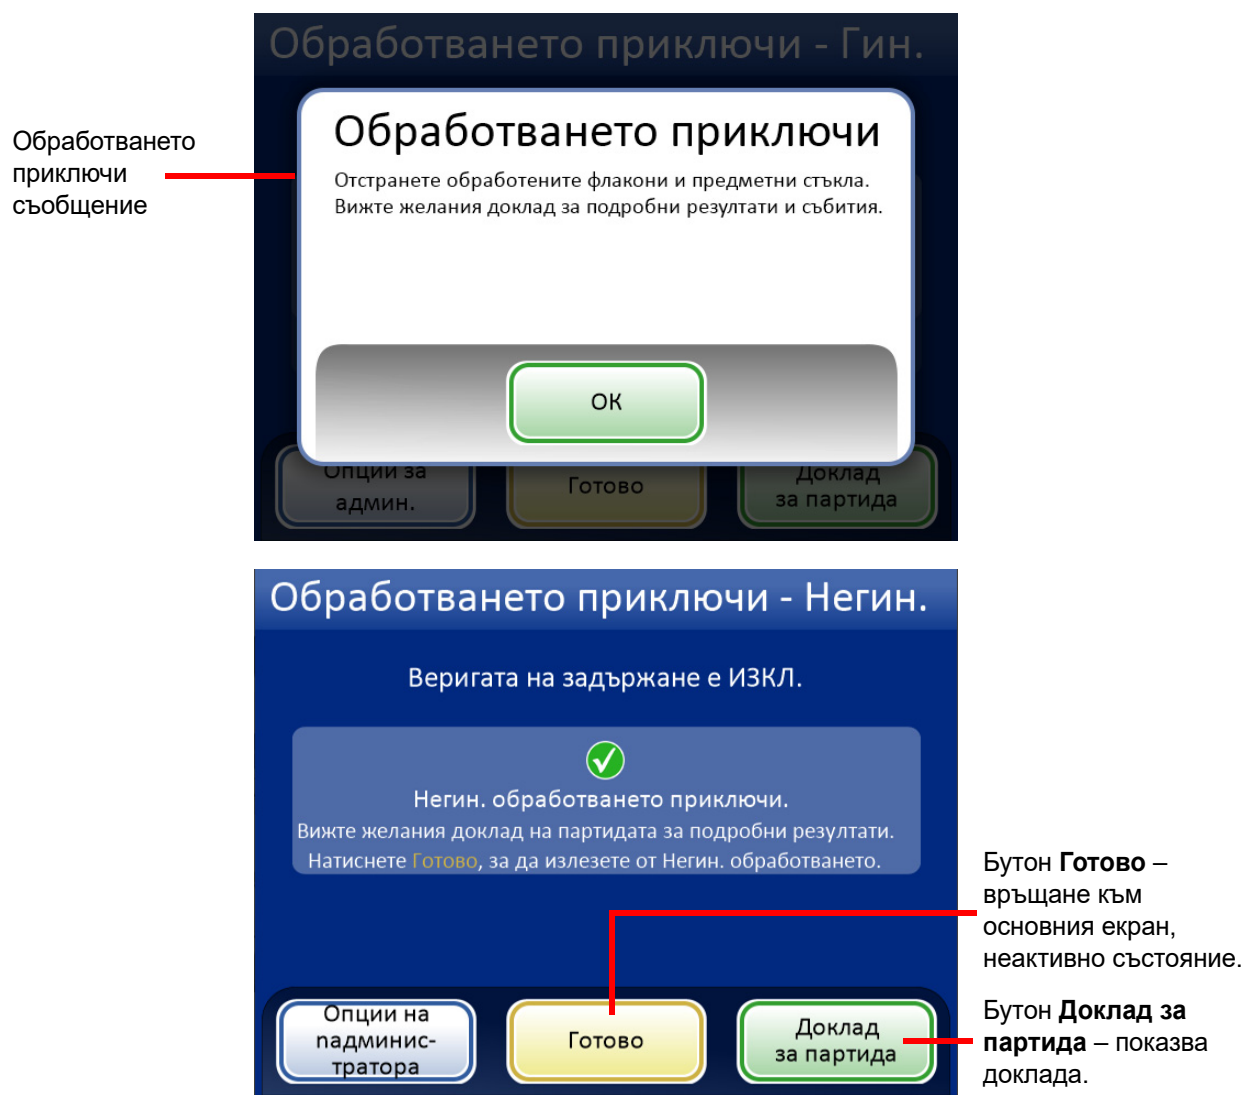 Обработването приключи - Гин.
Обработването
приключи
съобщение
Обработването приключи
Отстранете обработените флакони и предметни стъкла.
Вижте желания доклад за подробни резултати и събития.
ОК
Опции за
админ.
Готово
Доклад
за партида
Обработването приключи - Негин.
Веригата на задържане е ИЗКЛ.
Негин. обработването приключи.
Вижте желания доклад на партидата за подробни резултати.
Натиснете Готово, за да излезете от Негин. обработването.
Бутон Готово –
връщане към
основния екран,
неактивно състояние.
Опции на
падминис-
тратора
Готово
Доклад
за партида
Бутон Доклад за
партида – показва
доклада.